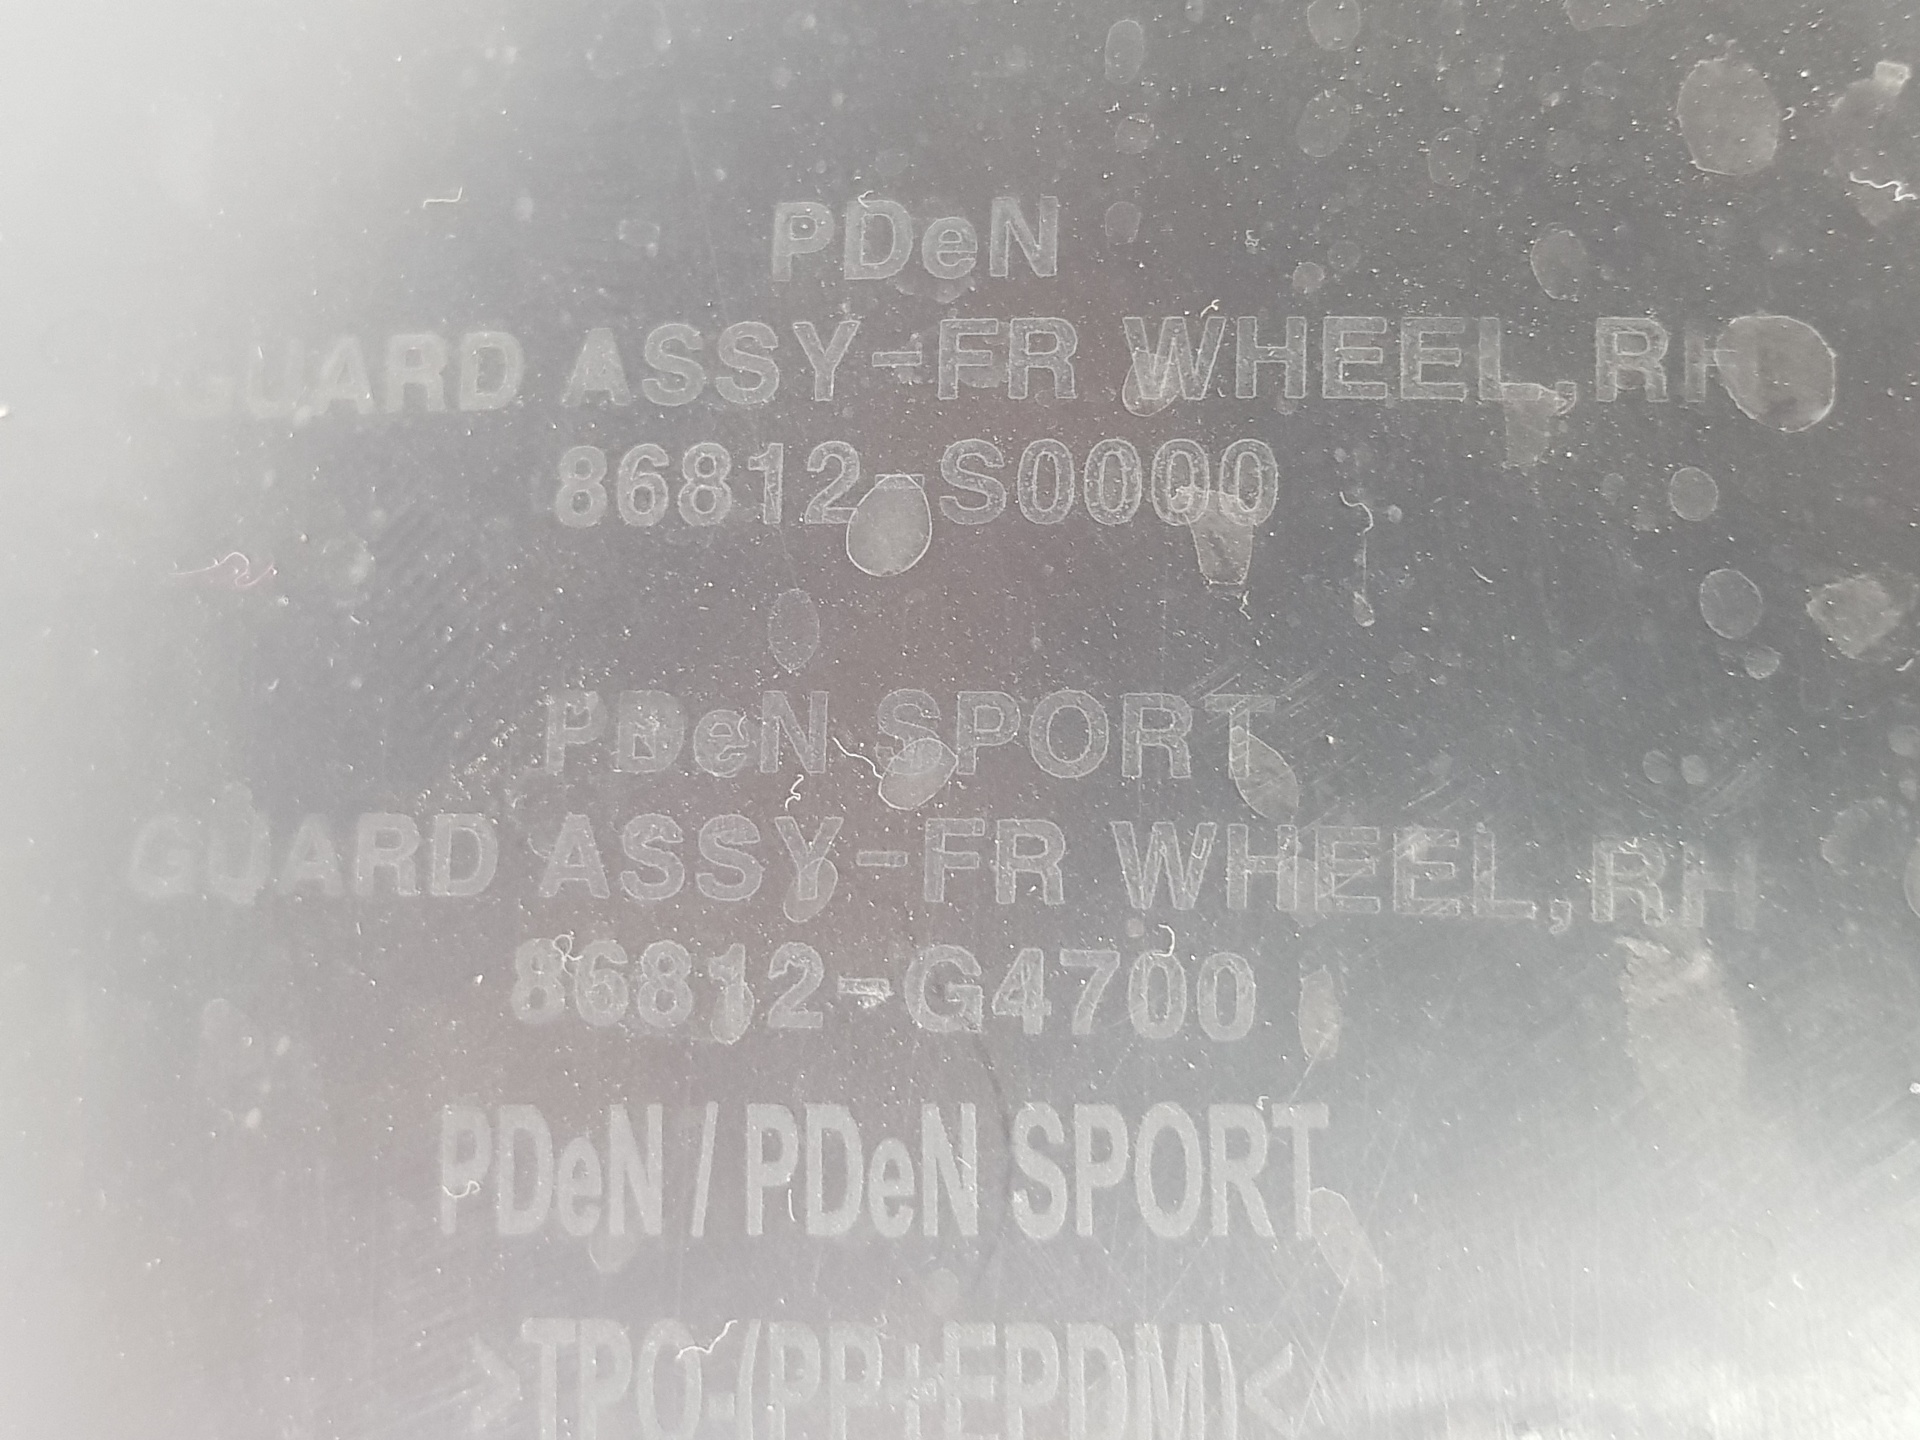 PDeN
GUARD ASSY-FR WHEEL,RH
86812-S0000
PDeN SPORT
GUARD ASSY-FR WHEEL,RH
86812-G4700
PDeN / PDeN SPORT
>TPO-(PP+EPDM)<